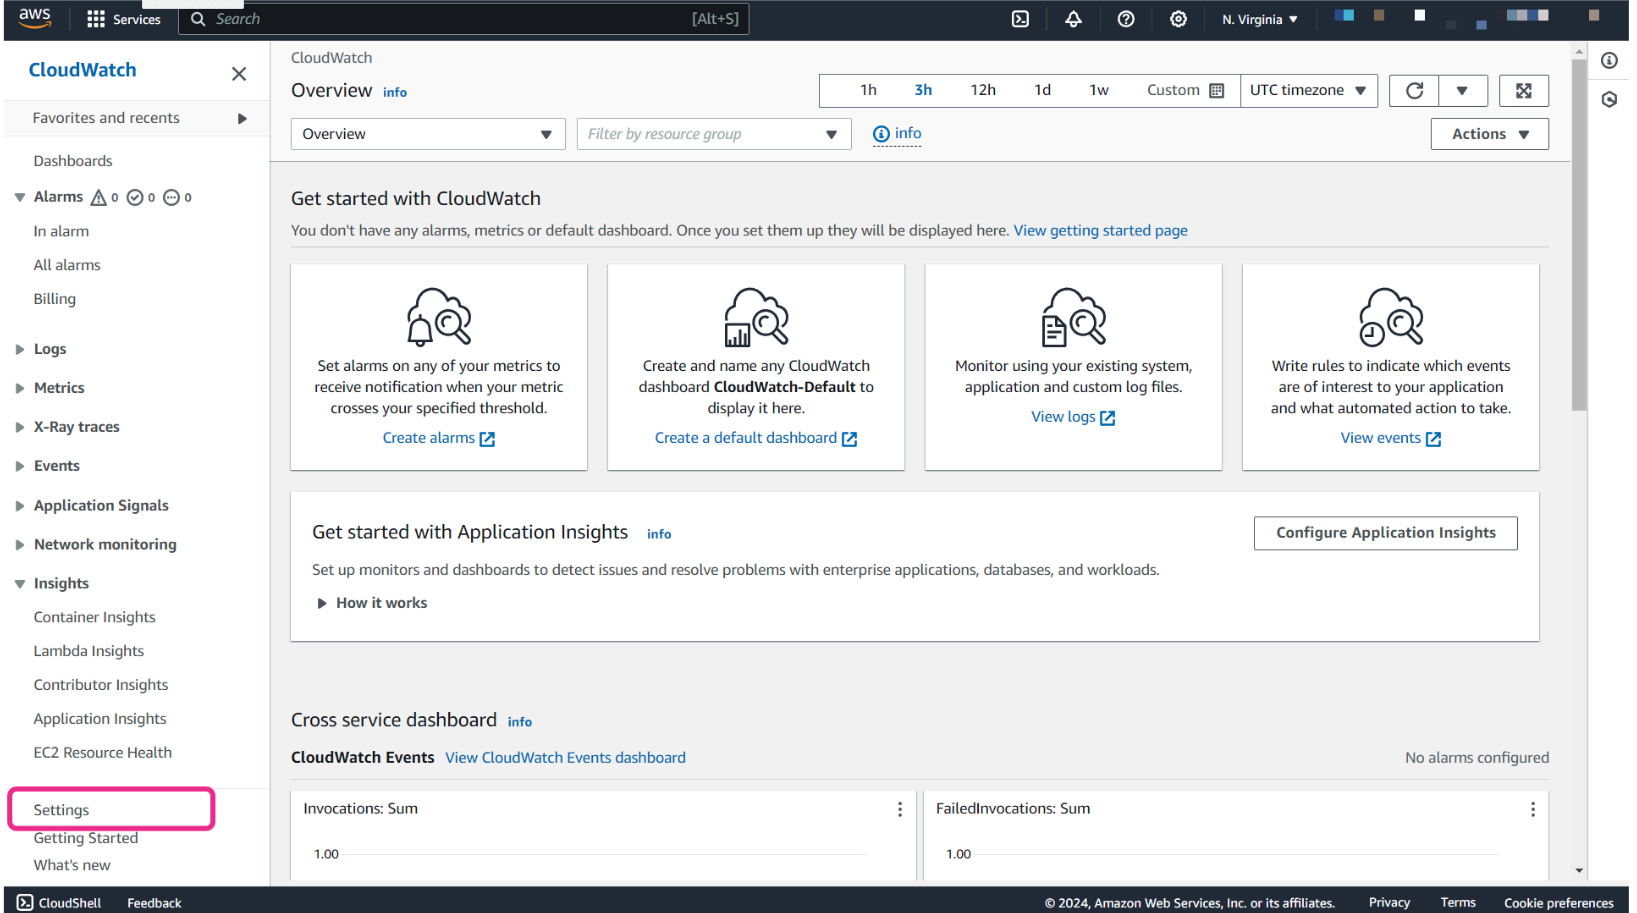 aws
Services
Search
[Alt+S]
N. Virginia
CloudWatch
Favorites and recents
Dashboards
Alarms 0 0 0
In alarm
All alarms
Billing
Logs
Metrics
X-Ray traces
Events
Application Signals
Network monitoring
Insights
Container Insights
Lambda Insights
Contributor Insights
Application Insights
EC2 Resource Health
Settings
Getting Started
What's new
CloudWatch
Overview info
1h 3h 12h 1d 1w Custom UTC timezone
Overview
Filter by resource group
info
Actions
Get started with CloudWatch
You don't have any alarms, metrics or default dashboard. Once you set them up they will be displayed here. View getting started page
Set alarms on any of your metrics to
receive notification when your metric
crosses your specified threshold.
Create alarms
Create and name any CloudWatch
dashboard CloudWatch-Default to
display it here.
Create a default dashboard
Monitor using your existing system,
application and custom log files.
View logs
Write rules to indicate which events
are of interest to your application
and what automated action to take.
View events
Get started with Application Insights info
Configure Application Insights
Set up monitors and dashboards to detect issues and resolve problems with enterprise applications, databases, and workloads.
How it works
Cross service dashboard info
CloudWatch Events View CloudWatch Events dashboard
No alarms configured
Invocations: Sum
1.00
FailedInvocations: Sum
1.00
CloudShell
Feedback
© 2024, Amazon Web Services, Inc. or its affiliates.
Privacy
Terms
Cookie preferences